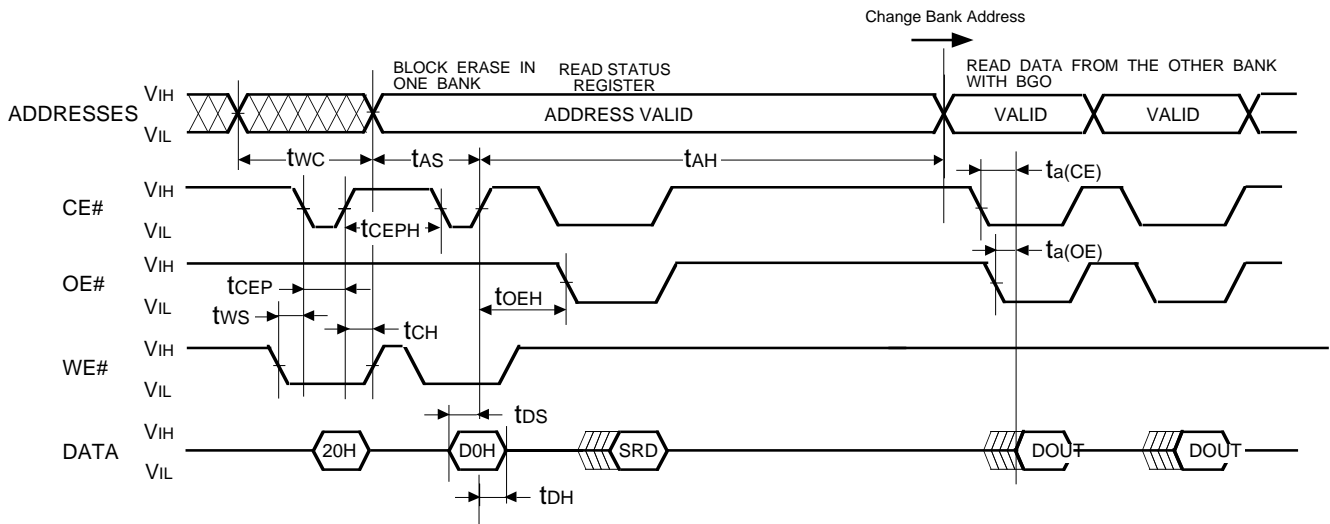 Change Bank Address
BLOCK ERASE IN
ONE BANK
READ STATUS
REGISTER
READ DATA FROM THE OTHER BANK
WITH BGO
ADDRESSES
VIH
VIL
ADDRESS VALID
VALID
VALID
tWC
tAS
tAH
ta(CE)
CE#
VIH
VIL
tCEPH
ta(OE)
OE#
VIH
VIL
tCEP
tOEH
tWS
tCH
WE#
VIH
VIL
tDS
DATA
VIH
VIL
20H
D0H
SRD
DOUT
DOUT
tDH